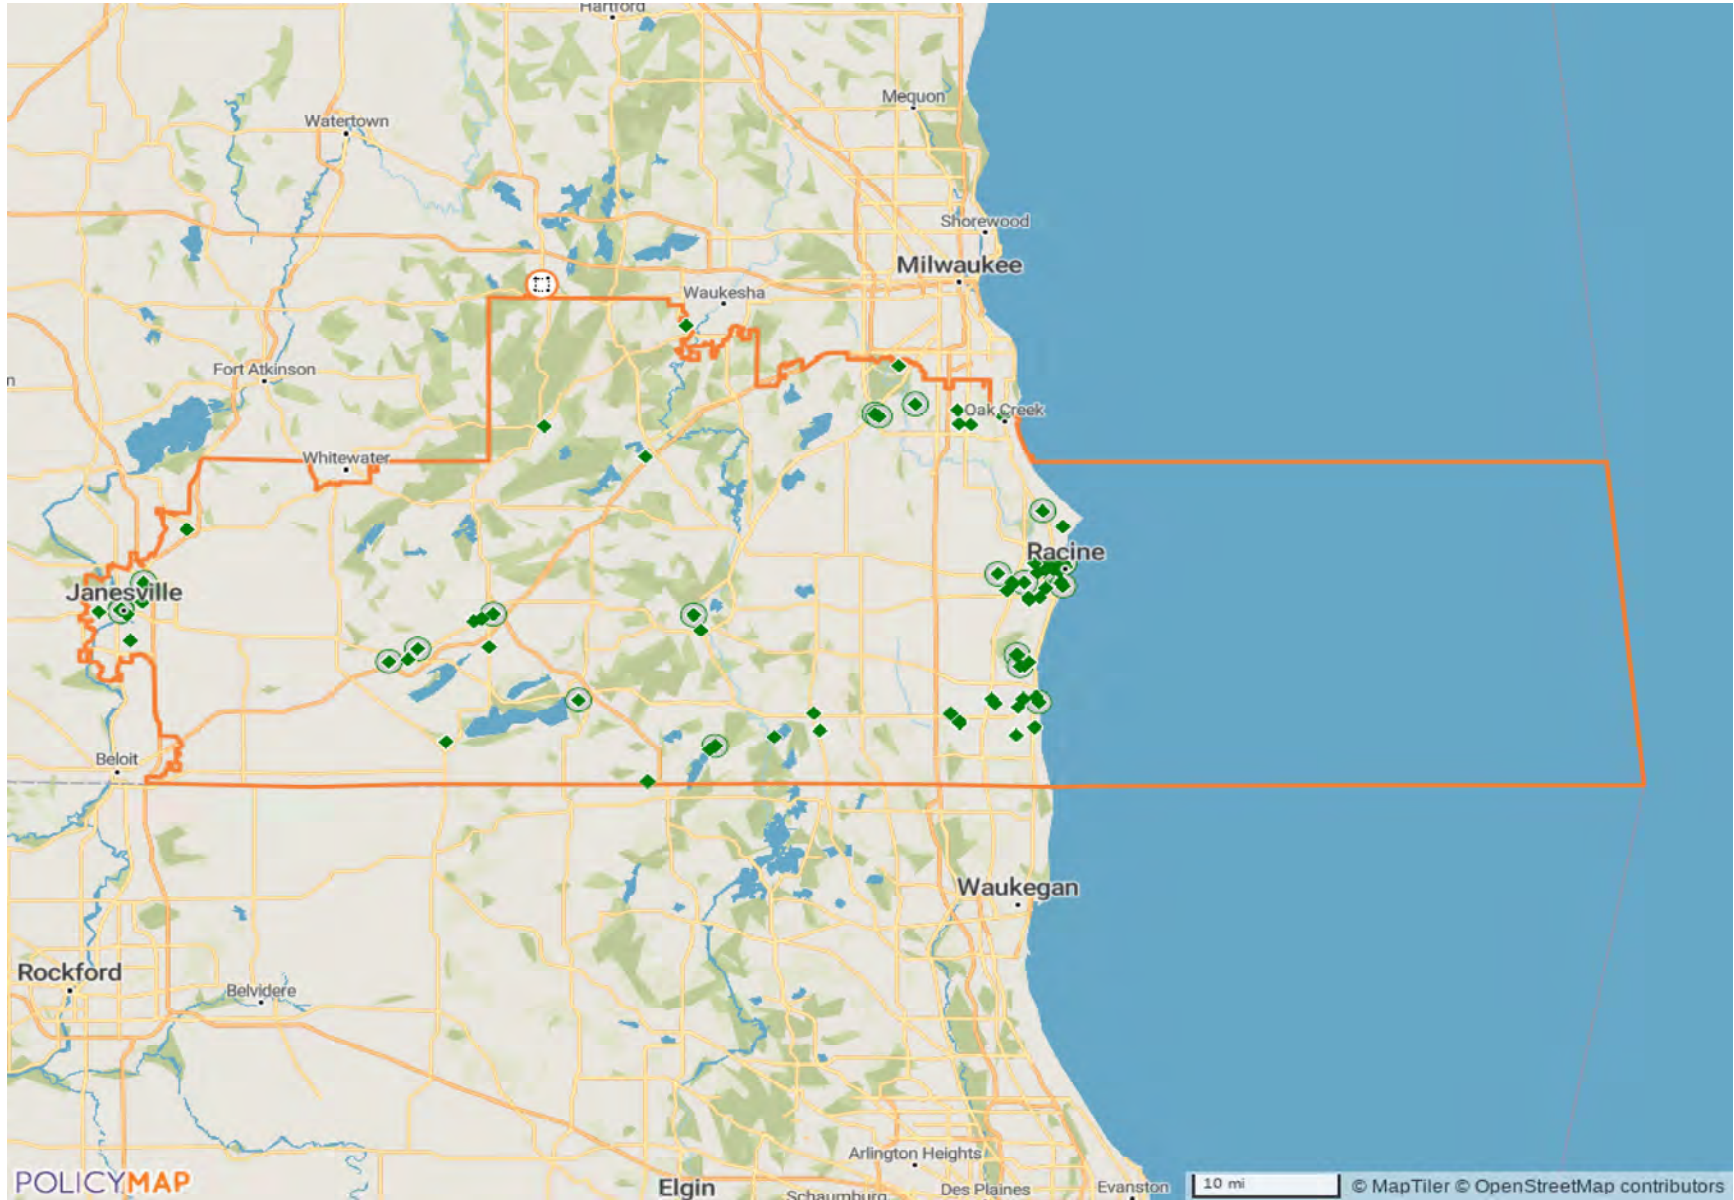 Hartford
Mequon
Watertown
Shorewood
Milwaukee
Waukesha
Fort Atkinson
n
Oak Creek
Whitewater
Racine
Janesville
Beloit
Waukegan
Rockford
Belvidere
Arlington Heights
POLICYMAP
Elgin
Schaumburg
Des Plaines
Evanston
10 mi
© MapTiler © OpenStreetMap contributors